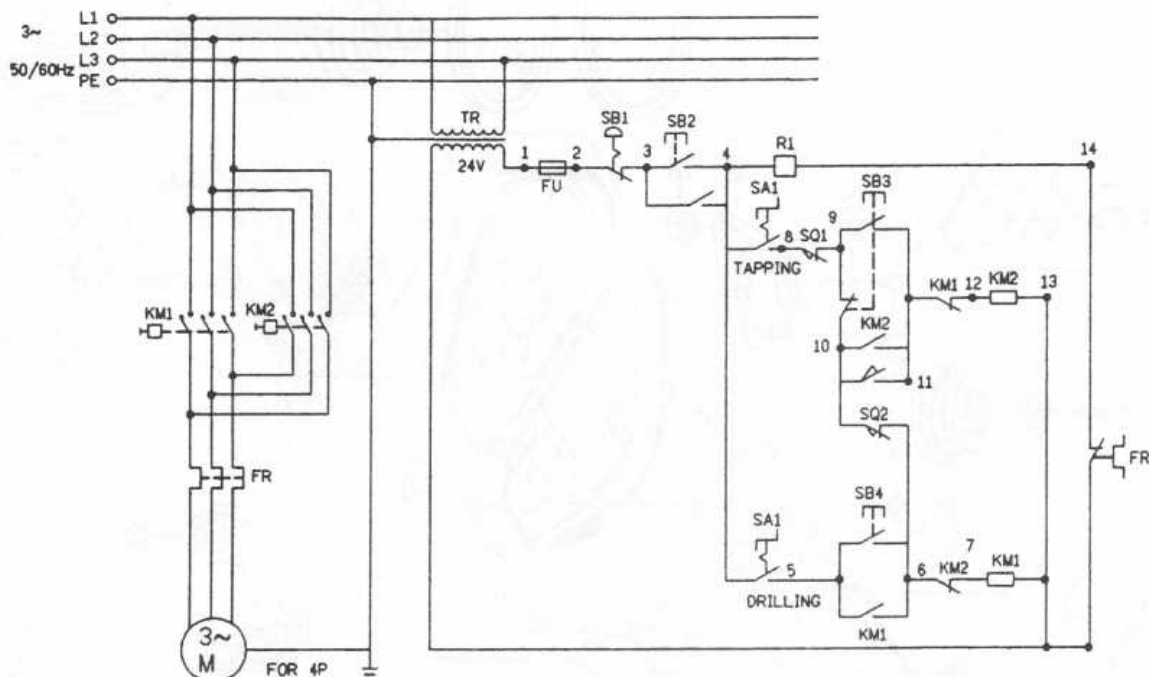 L1
3~
L2
L3
50/60Hz
PE
TR
24V
1
FU
2
SB1
3
SB2
4
R1
14
SA1
SB3
9
8
SQ1
TAPPING
KM1
12
KM2
13
KM1
KM2
KM2
10
11
SQ2
FR
FR
SB4
SA1
5
6
7
KM2
KM1
DRILLING
KM1
3~
M
FOR 4P